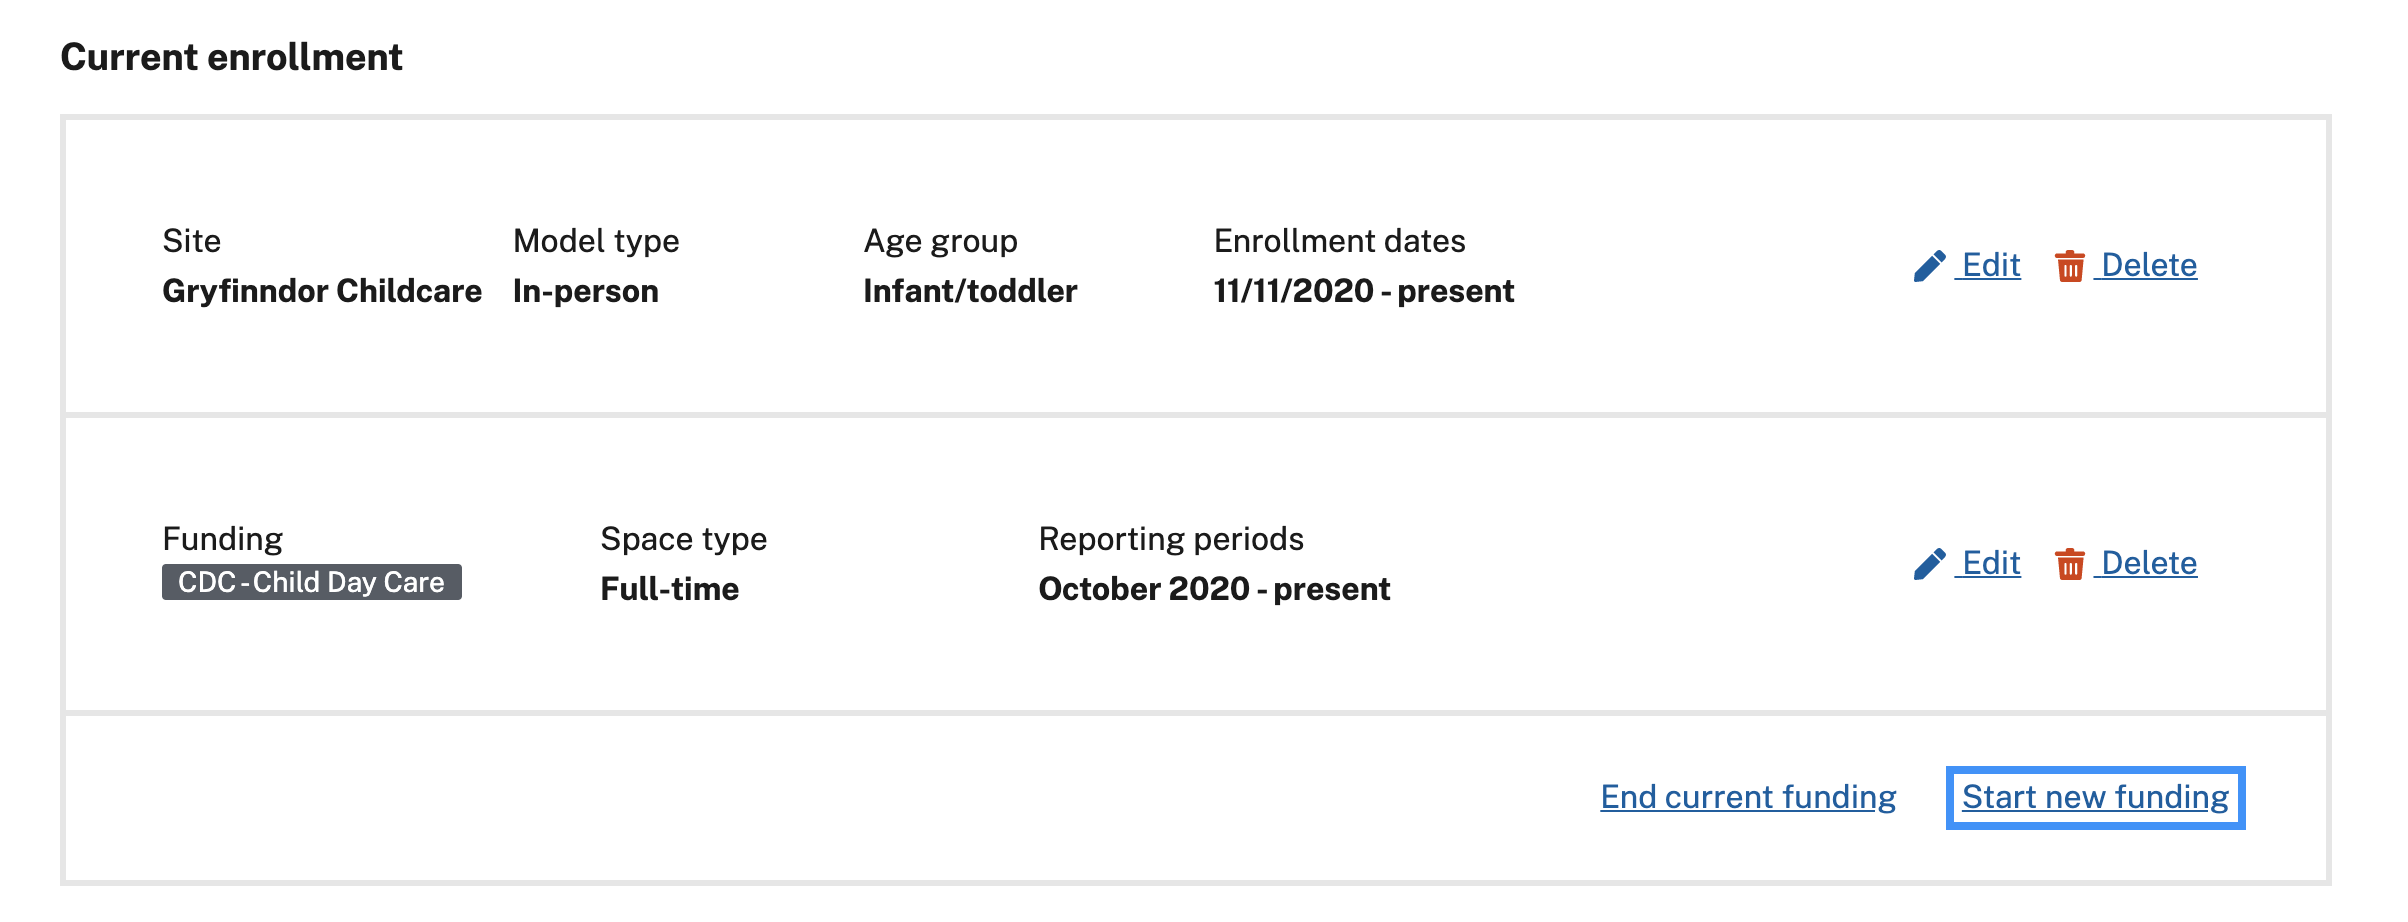 Current enrollment
Site Model type Age group Enrollment dates
Gryfinndor Childcare In-person Infant/toddler 11/11/2020 - present
Edit Delete
Funding Space type Reporting periods
CDC - Child Day Care Full-time October 2020 - present
Edit Delete
End current funding Start new funding